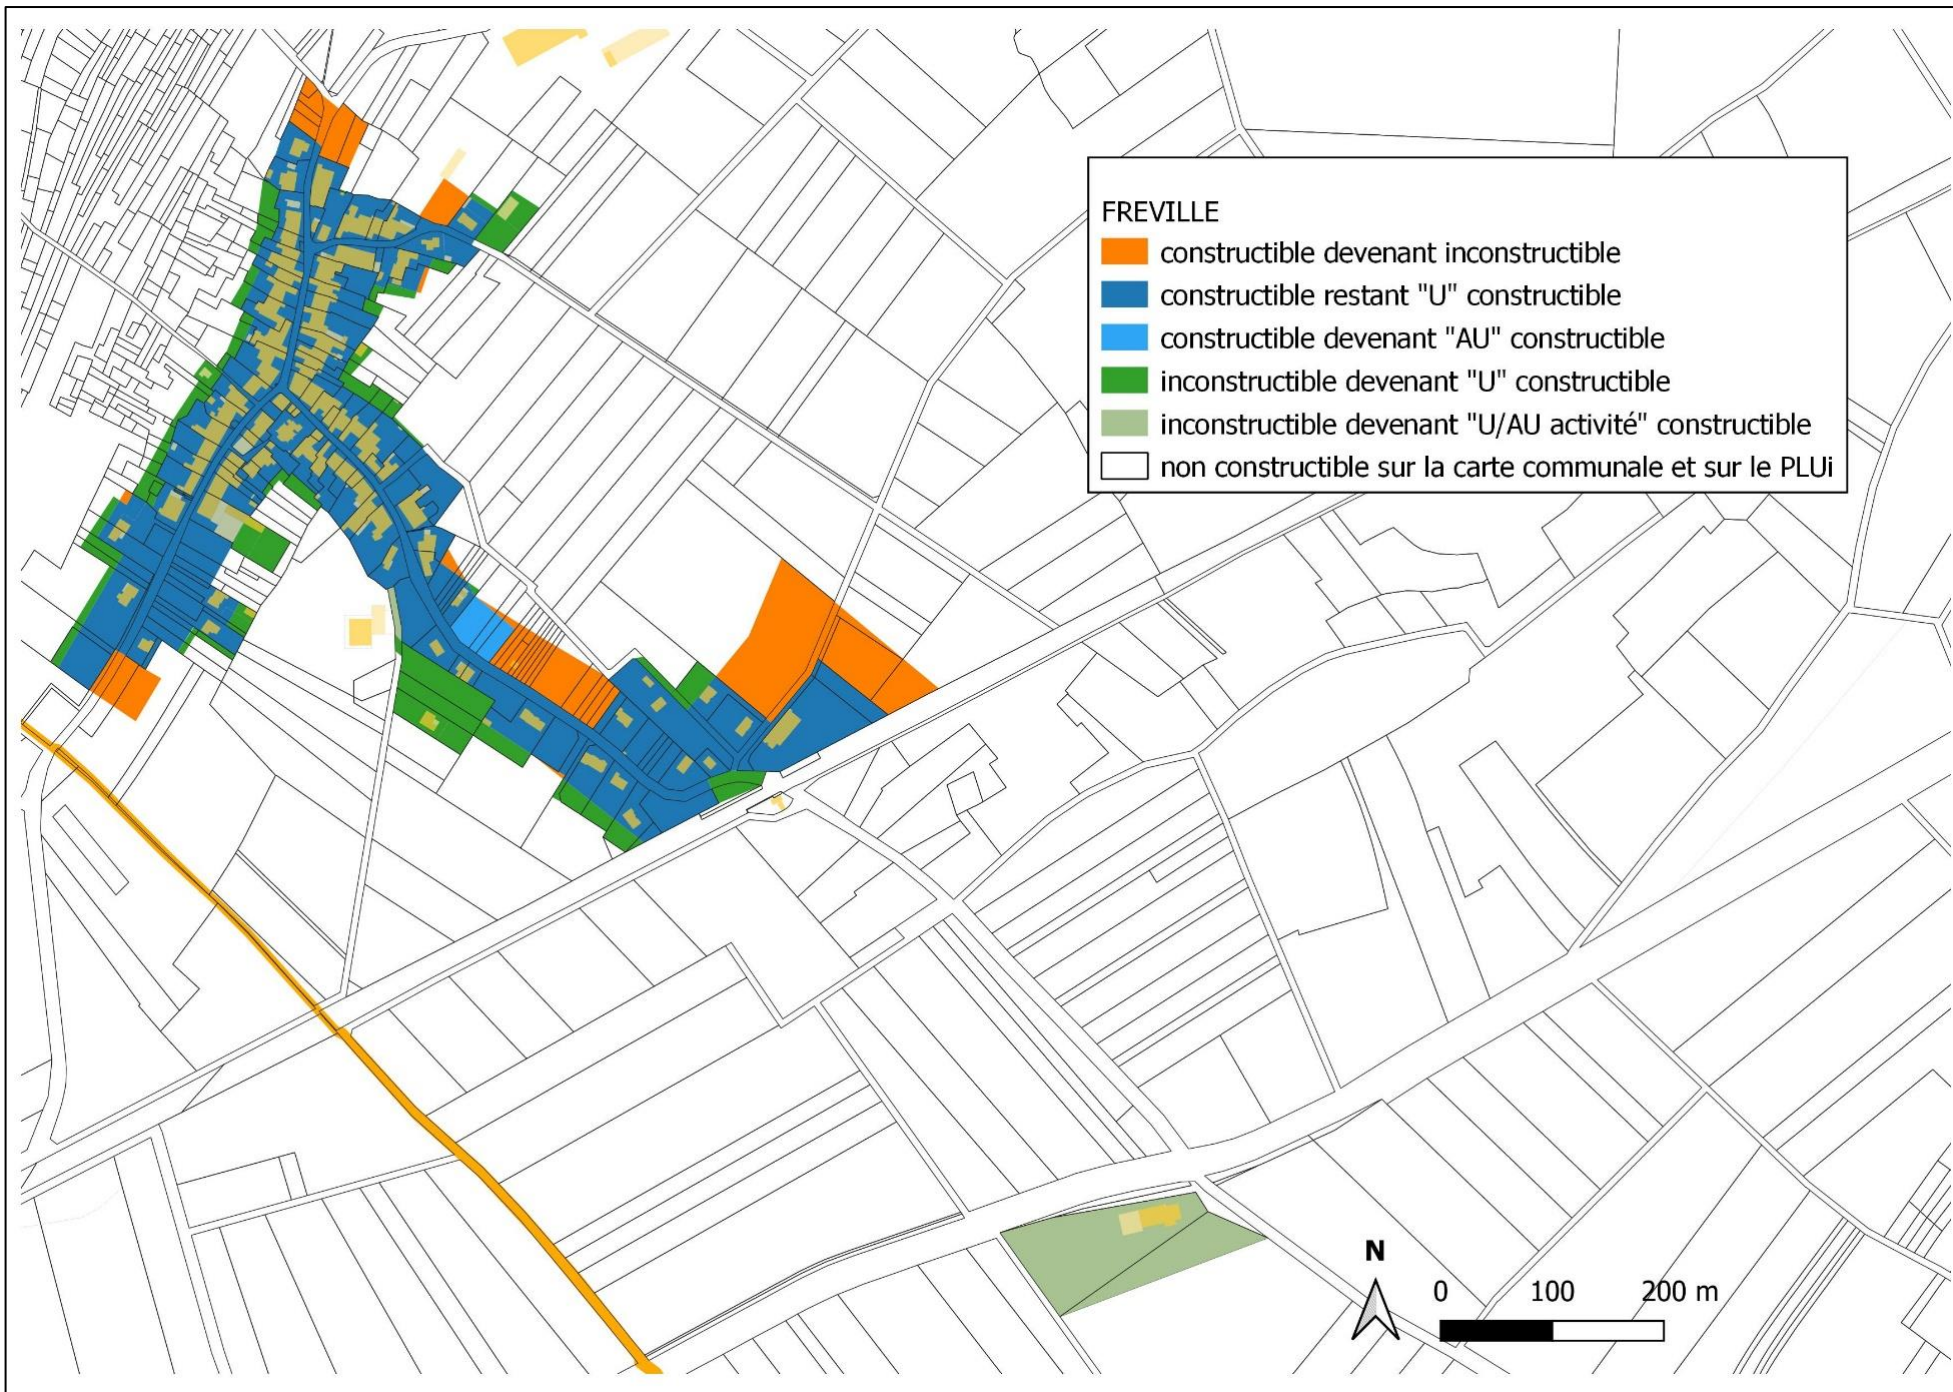 FREVILLE
constructible devenant inconstructible
constructible restant "U" constructible
constructible devenant "AU" constructible
inconstructible devenant "U" constructible
inconstructible devenant "U/AU activité" constructible
non constructible sur la carte communale et sur le PLUi
N
0 100 200 m